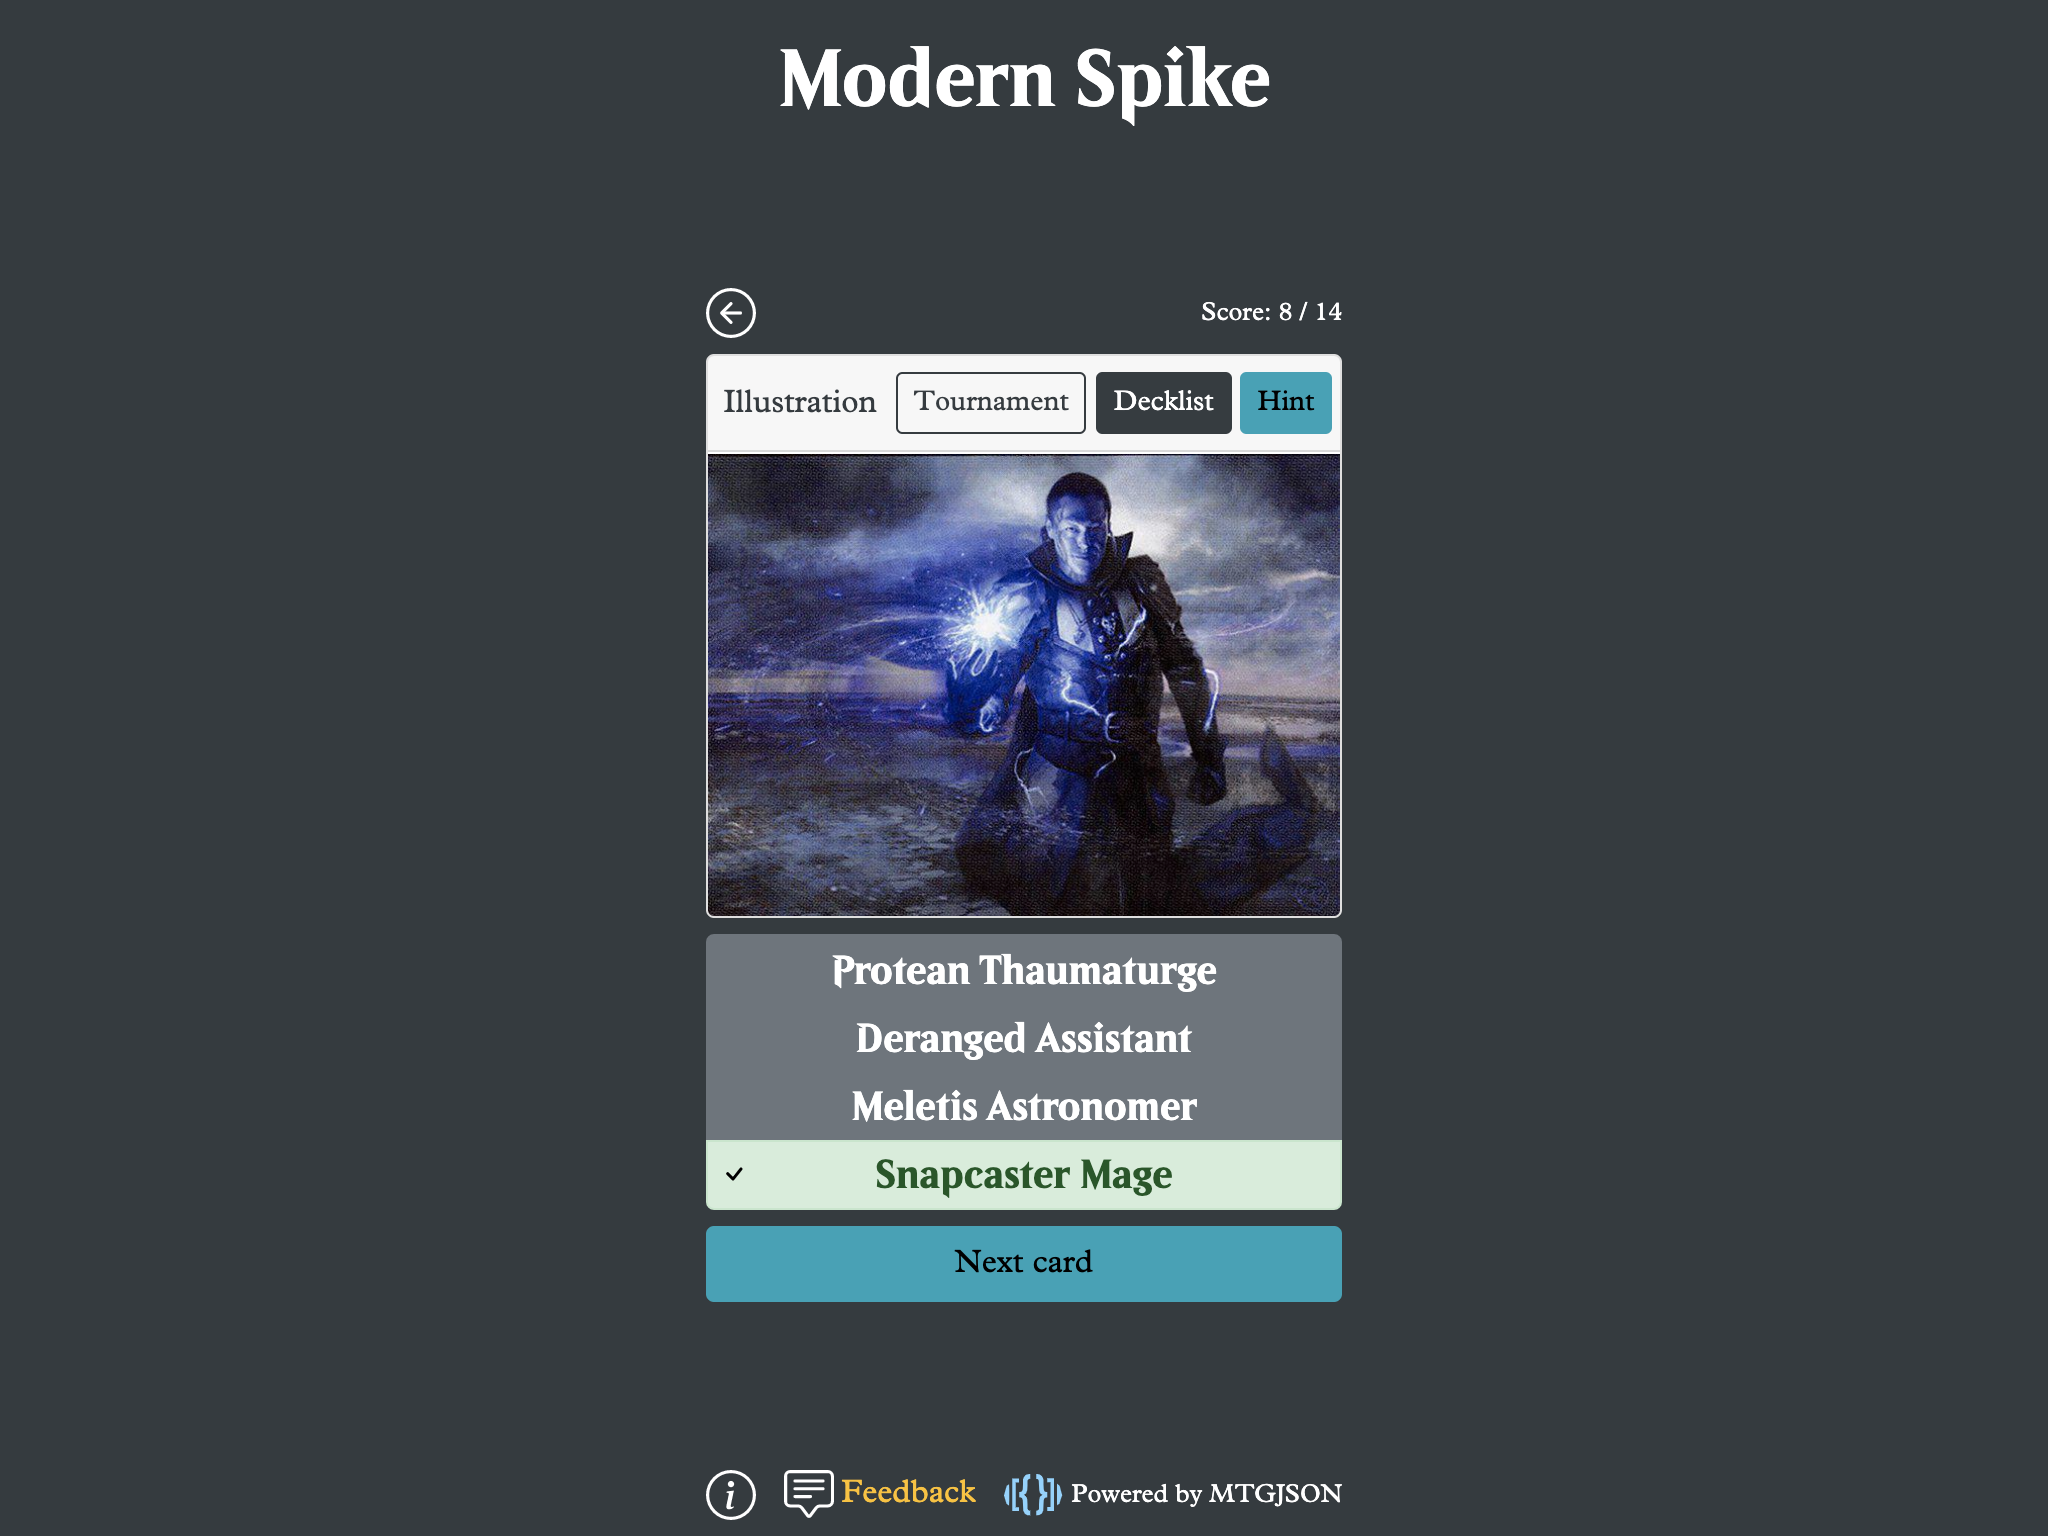 Modern Spike
Score: 8 / 14
Illustration Tournament Decklist Hint
Protean Thaumaturge
Deranged Assistant
Meletis Astronomer
Snapcaster Mage
Next card
i Feedback Powered by MTGJSON